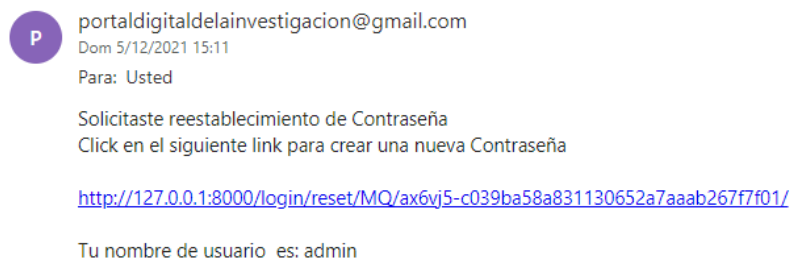 P
portaldigitaldelainvestigacion@gmail.com
Dom 5/12/2021 15:11
Para: Usted
Solicitaste reestablecimiento de Contraseña
Click en el siguiente link para crear una nueva Contraseña
http://127.0.0.1:8000/login/reset/MQ/ax6vj5-c039ba58a831130652a7aaab267f7f01/
Tu nombre de usuario  es: admin